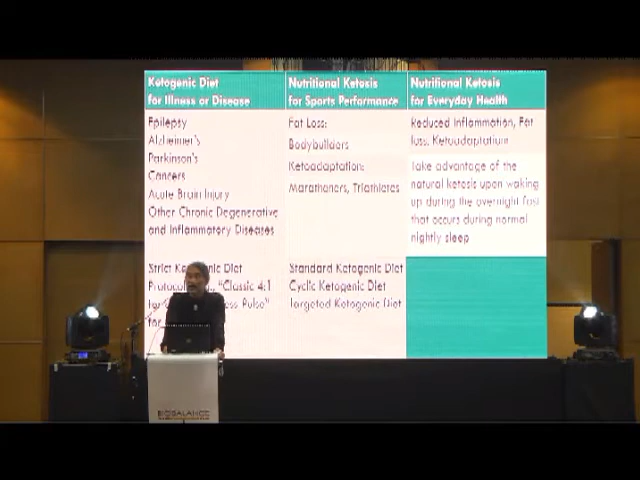 Ketogenic Diet
for Illness or Disease
Epilepsy
Alzheimer's
Parkinson's
Cancers
Acute Brain Injury
Other Chronic Degenerative
and Inflammatory Diseases
Strict Ketogenic Diet
"Classic 4:1
Pulse"
Nutritional Ketosis
for Sports Performance
Fat Loss:
Bodybuilders
Ketoadaptation:
Marathoners, Triathletes
Standard Ketogenic Diet
Cyclic Ketogenic Diet
Targeted Ketogenic Diet
Nutritional Ketosis
for Everyday Health
Reduced Inflammation, Fat
loss, Ketoadaptation!
Take advantage of the
natural ketosis upon waking
up during the overnight fast
that occurs during normal
nightly sleep
BIOBALANCE